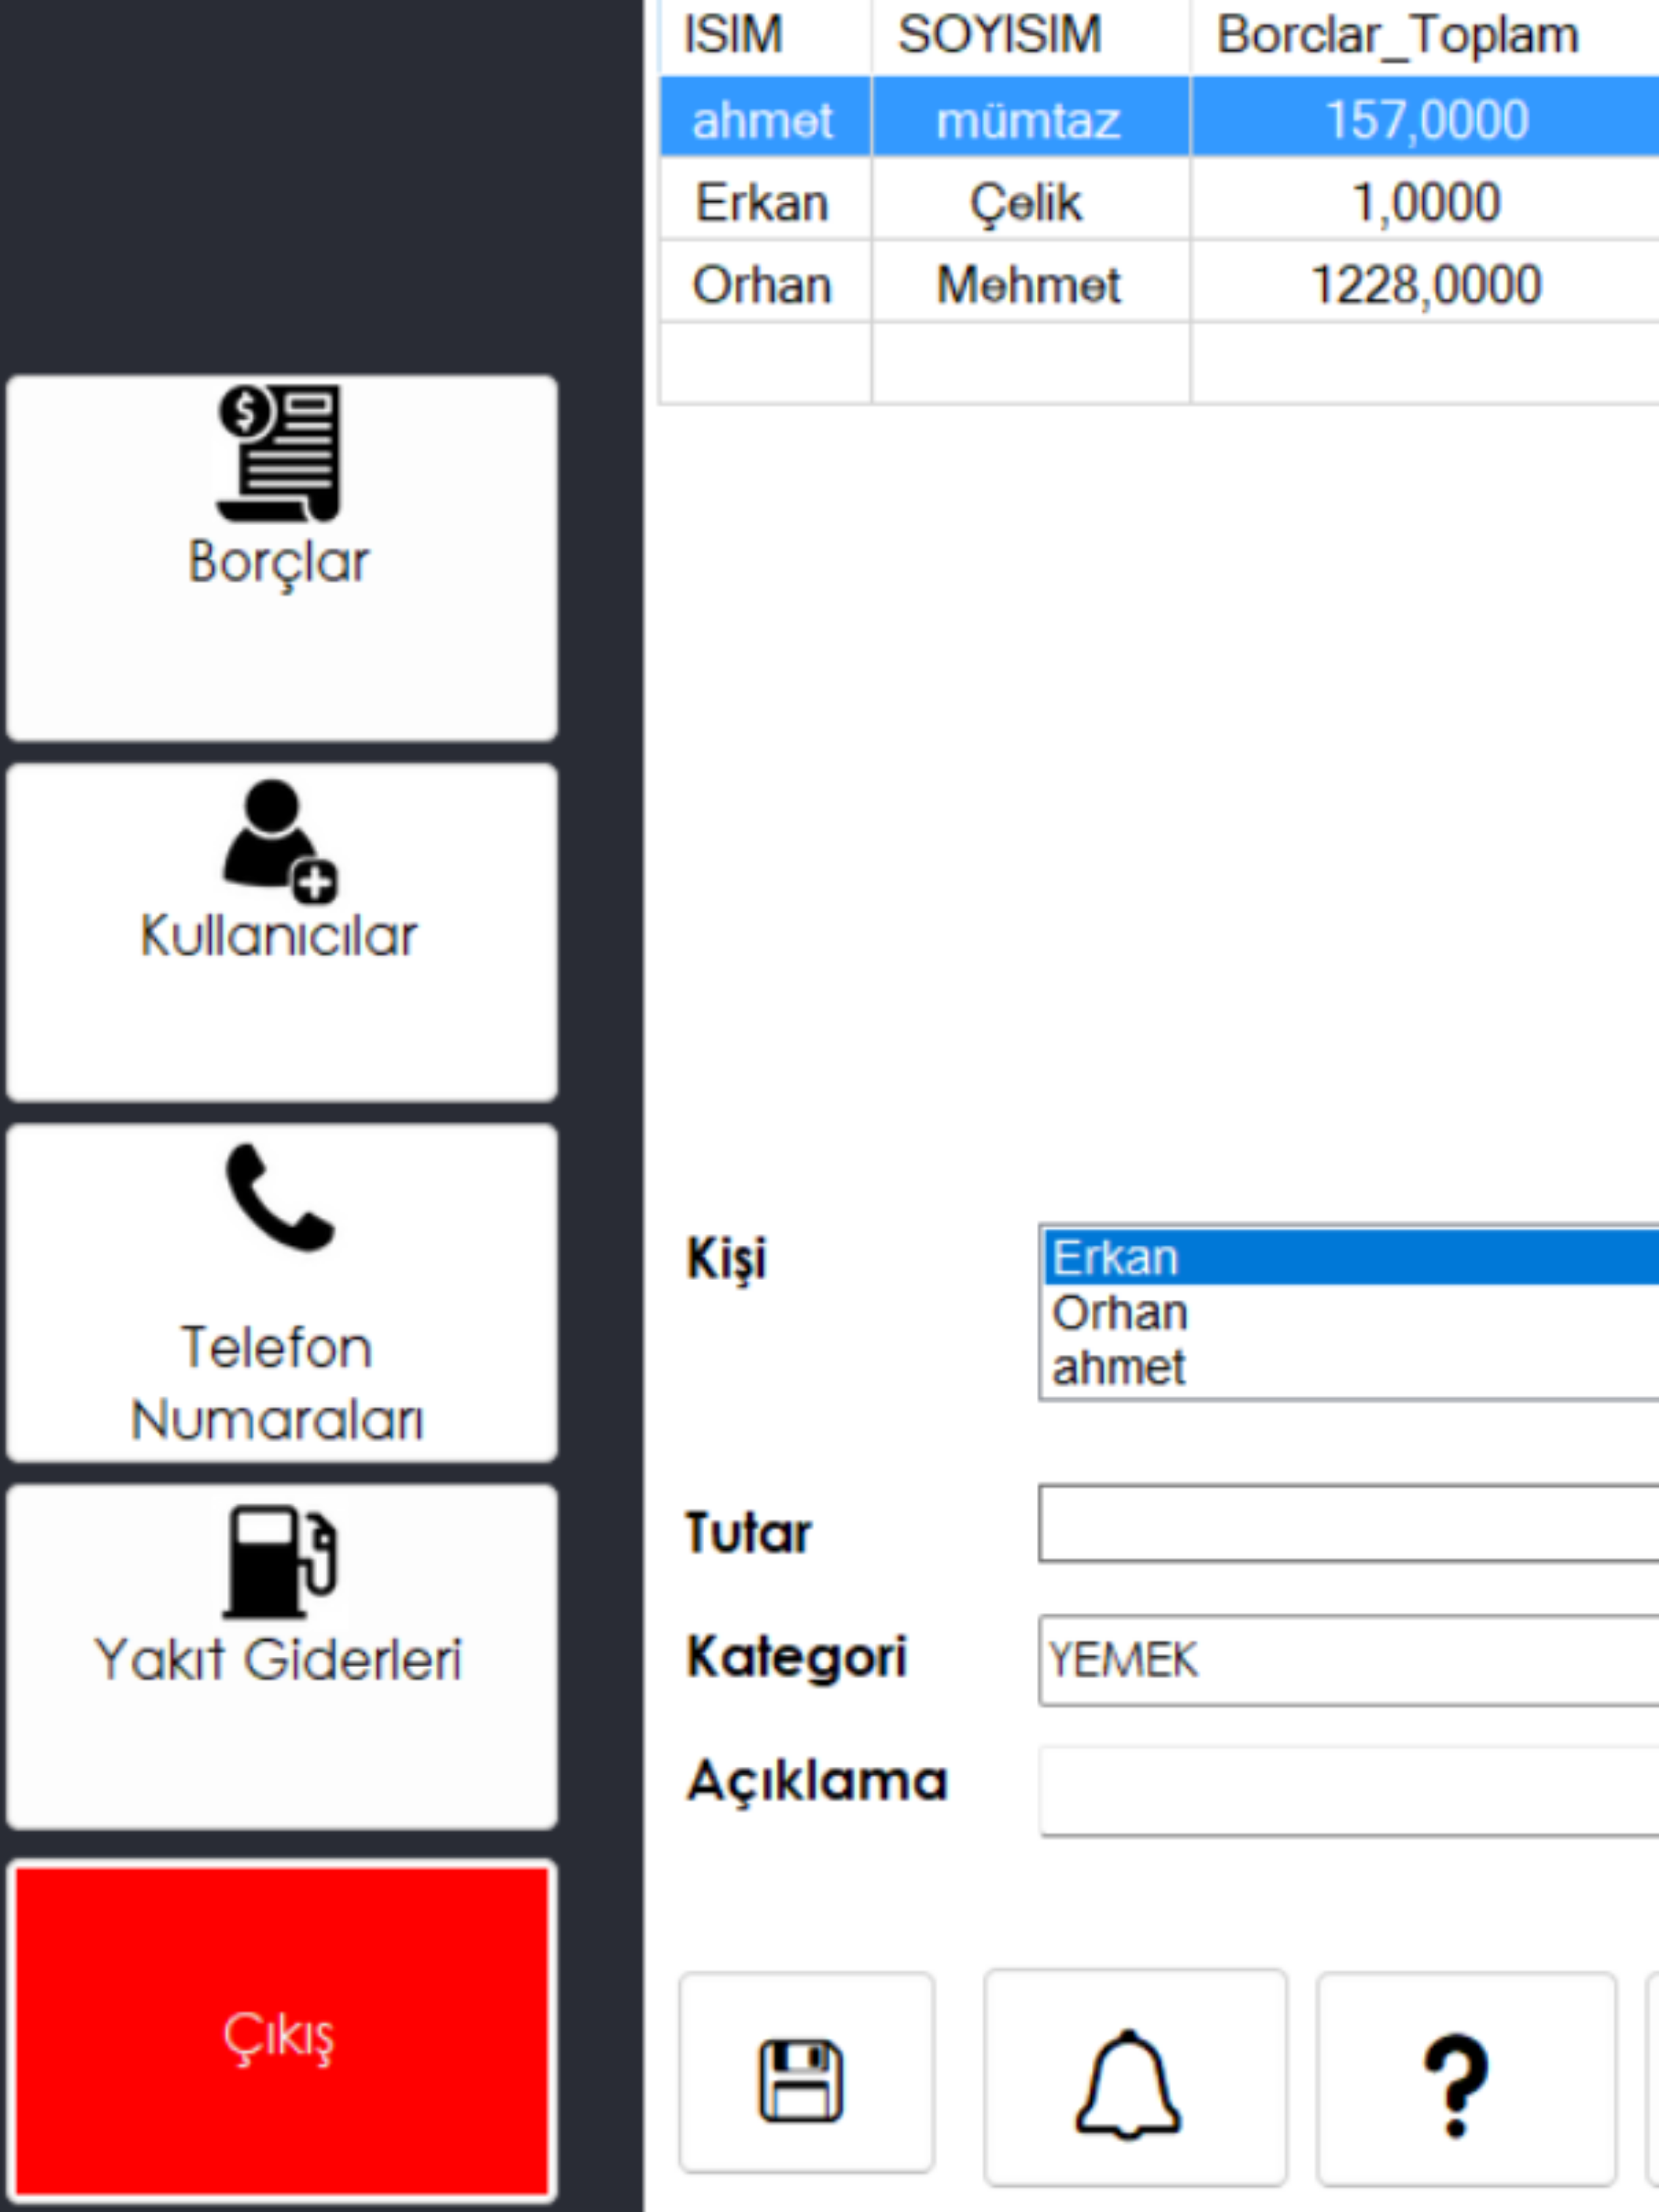 ISIM SOYISIM Borclar_Toplam
ahmet mümtaz 157,0000
Erkan Çelik 1,0000
Orhan Mehmet 1228,0000
Borçlar
Kullanıcılar
Telefon
Numaraları
Yakıt Giderleri
Çıkış
Kişi
Erkan
Orhan
ahmet
Tutar
Kategori YEMEK
Açıklama